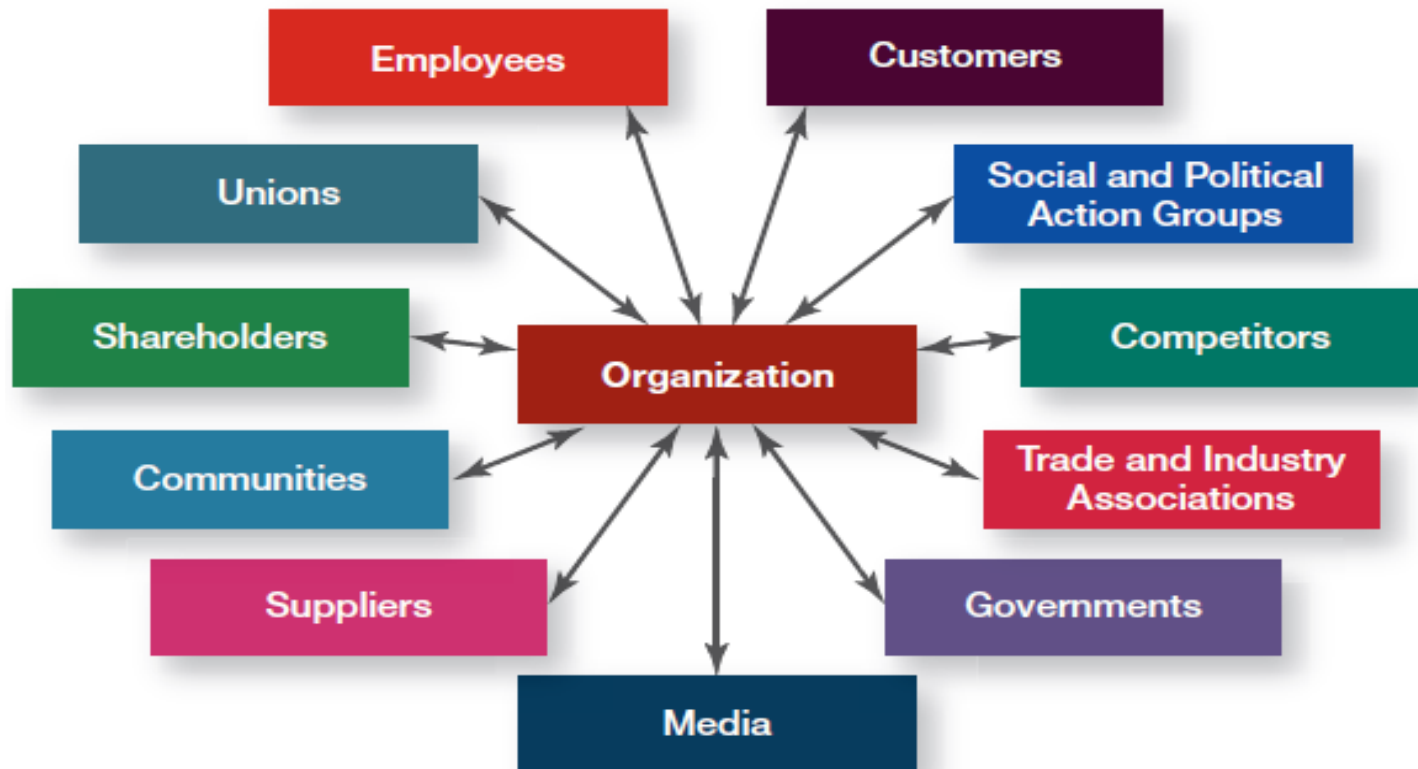 Employees
Customers
Unions
Social and Political
Action Groups
Shareholders
Organization
Competitors
Communities
Trade and Industry
Associations
Suppliers
Governments
Media